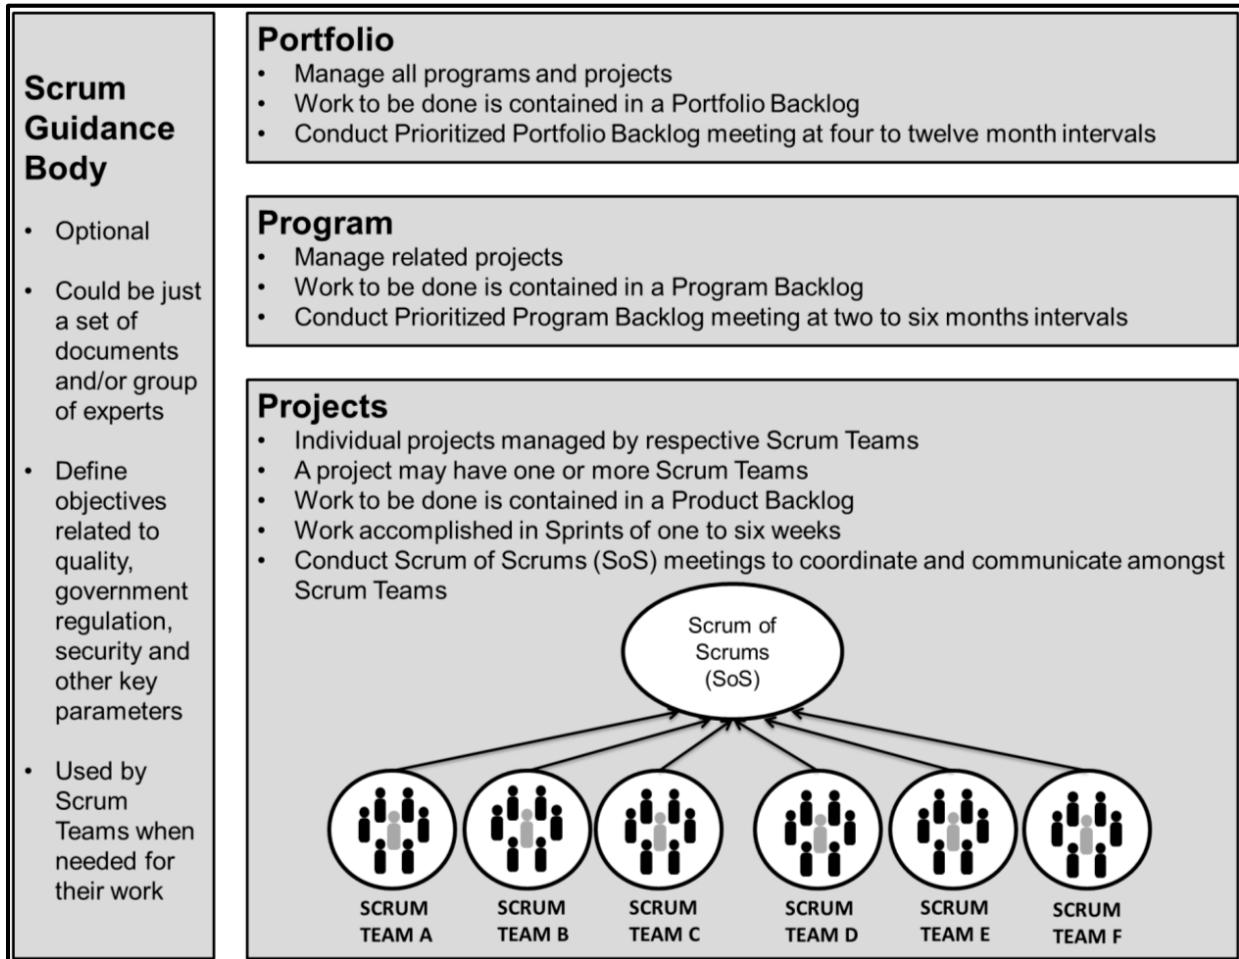 Scrum
Guidance
Body
• Optional
• Could be just
a set of
documents
and/or group
of experts
• Define
objectives
related to
quality,
government
regulation,
security and
other key
parameters
• Used by
Scrum
Teams when
needed for
their work
Portfolio
• Manage all programs and projects
• Work to be done is contained in a Portfolio Backlog
• Conduct Prioritized Portfolio Backlog meeting at four to twelve month intervals
Program
• Manage related projects
• Work to be done is contained in a Program Backlog
• Conduct Prioritized Program Backlog meeting at two to six months intervals
Projects
• Individual projects managed by respective Scrum Teams
• A project may have one or more Scrum Teams
• Work to be done is contained in a Product Backlog
• Work accomplished in Sprints of one to six weeks
• Conduct Scrum of Scrums (SoS) meetings to coordinate and communicate amongst
Scrum Teams
Scrum of
Scrums
(SoS)
SCRUM
TEAM A
SCRUM
TEAM B
SCRUM
TEAM C
SCRUM
TEAM D
SCRUM
TEAM E
SCRUM
TEAM F